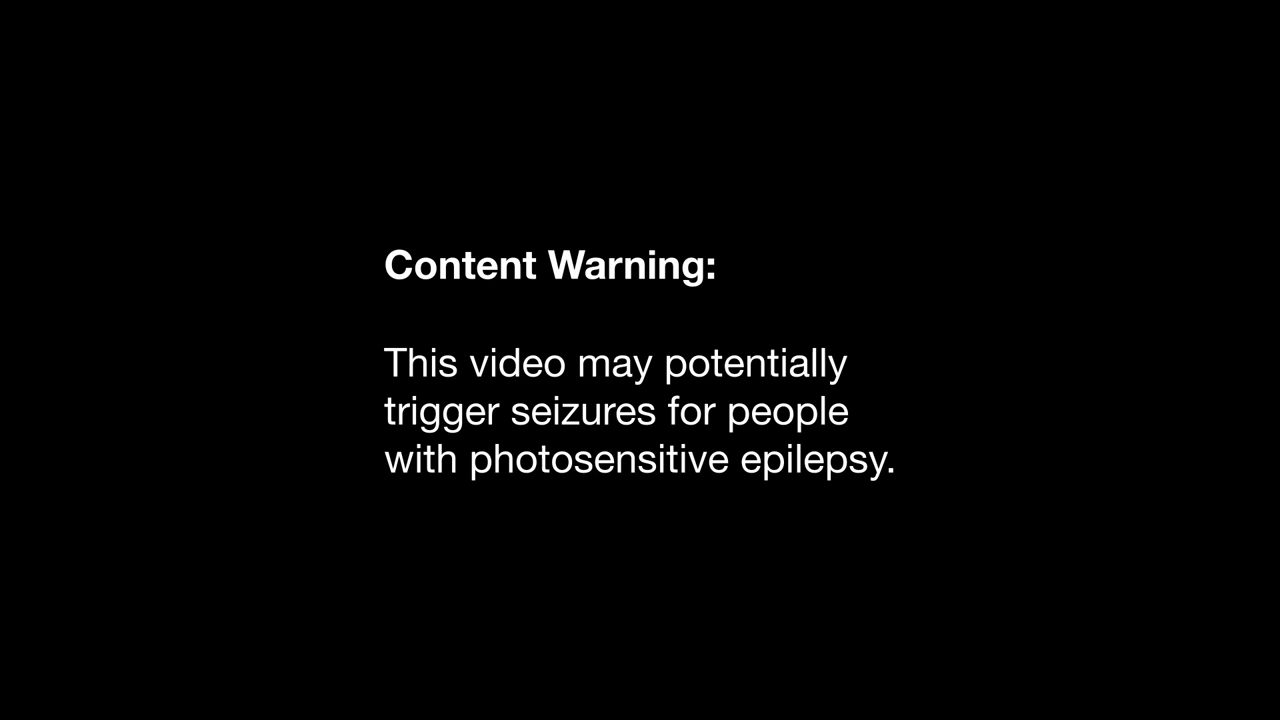 Content Warning:
This video may potentially
trigger seizures for people
with photosensitive epilepsy.